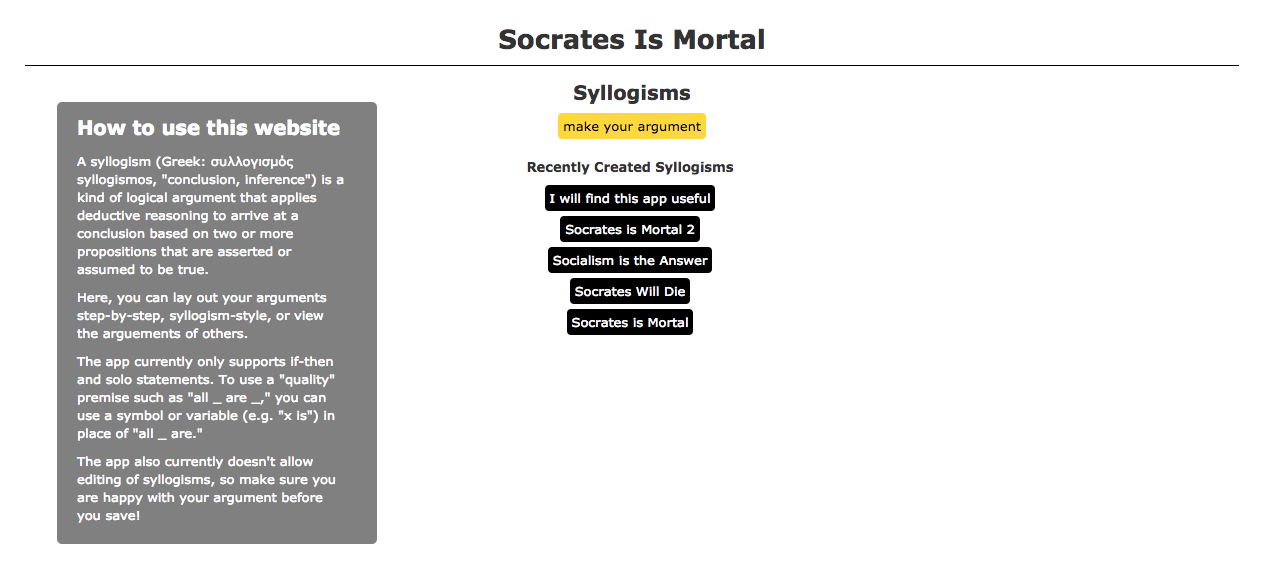 Socrates Is Mortal
How to use this website
A syllogism (Greek: συλλογισμός
syllogismos, "conclusion, inference") is a
kind of logical argument that applies
deductive reasoning to arrive at a
conclusion based on two or more
propositions that are asserted or
assumed to be true.
Here, you can lay out your arguments
step-by-step, syllogism-style, or view
the arguements of others.
The app currently only supports if-then
and solo statements. To use a "quality"
premise such as "all _ are _," you can
use a symbol or variable (e.g. "x is") in
place of "all _ are."
The app also currently doesn't allow
editing of syllogisms, so make sure you
are happy with your argument before
you save!
Syllogisms
make your argument
Recently Created Syllogisms
I will find this app useful
Socrates is Mortal 2
Socialism is the Answer
Socrates Will Die
Socrates is Mortal